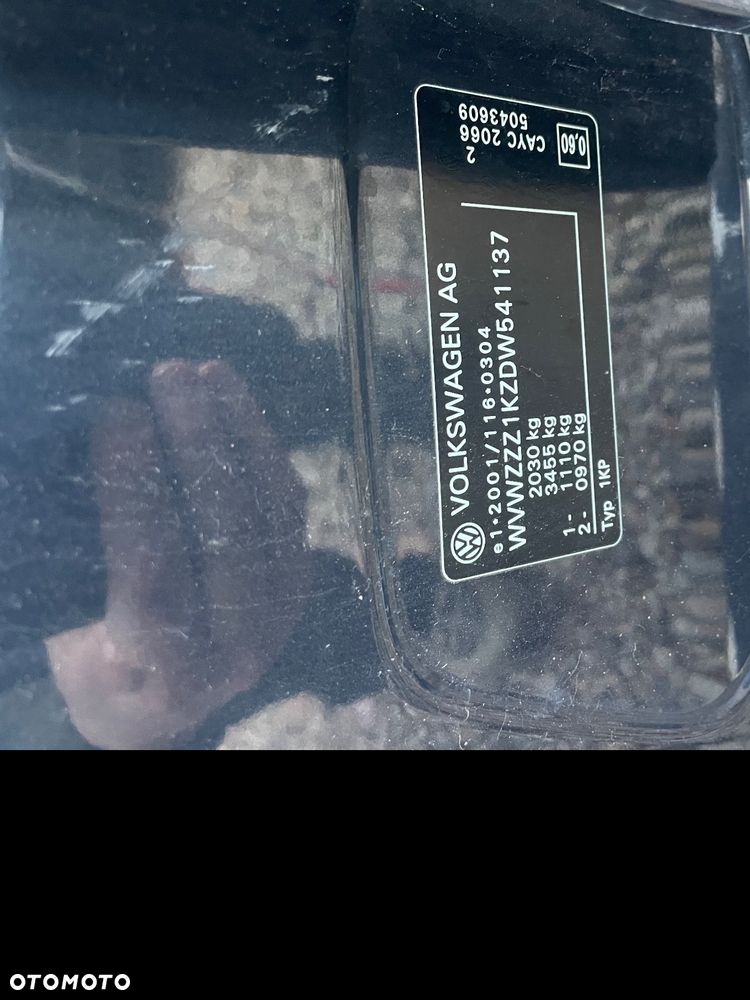 VOLKSWAGEN AG
e1*2001/116*0304
WVWZZZ1KZDW541137
2030 kg
3455 kg
1- 1110 kg
2- 0970 kg
Typ 1KP
2
CAYC 2066
5043609
0,60
OTOMOTO